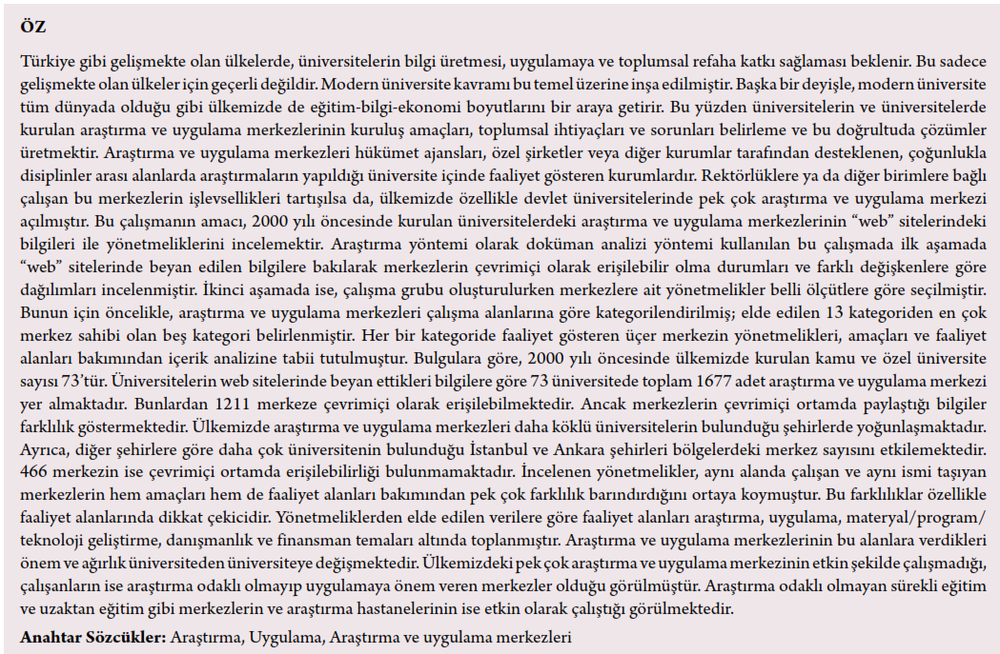 ÖZ
Türkiye gibi gelişmekte olan ülkelerde, üniversitelerin bilgi üretmesi, uygulamaya ve toplumsal refaha katkı sağlaması beklenir. Bu sadece
gelişmekte olan ülkeler için geçerli değildir. Modern üniversite kavramı bu temel üzerine inşa edilmiştir. Başka bir deyişle, modern üniversite
tüm dünyada olduğu gibi ülkemizde de eğitim-bilgi-ekonomi boyutlarını bir araya getirir. Bu yüzden üniversitelerin ve üniversitelerde
kurulan araştırma ve uygulama merkezlerinin kuruluş amaçları, toplumsal ihtiyaçları ve sorunları belirleme ve bu doğrultuda çözümler
üretmektir. Araştırma ve uygulama merkezleri hükümet ajansları, özel şirketler veya diğer kurumlar tarafından desteklenen, çoğunlukla
disiplinler arası alanlarda araştırmaların yapıldığı üniversite içinde faaliyet gösteren kurumlardır. Rektörlüklere ya da diğer birimlere bağlı
çalışan bu merkezlerin işlevsellikleri tartışılsa da, ülkemizde özellikle devlet üniversitelerinde pek çok araştırma ve uygulama merkezi
açılmıştır. Bu çalışmanın amacı, 2000 yılı öncesinde kurulan üniversitelerdeki araştırma ve uygulama merkezlerinin “web” sitelerindeki
bilgileri ile yönetmeliklerini incelemektir. Araştırma yöntemi olarak doküman analizi yöntemi kullanılan bu çalışmada ilk aşamada
“web” sitelerinde beyan edilen bilgilere bakılarak merkezlerin çevrimiçi olarak erişilebilir olma durumları ve farklı değişkenlere göre
dağılımları incelenmiştir. İkinci aşamada ise, çalışma grubu oluşturulurken merkezlere ait yönetmelikler belli ölçütlere göre seçilmiştir.
Bunun için öncelikle, araştırma ve uygulama merkezleri çalışma alanlarına göre kategorilendirilmiş; elde edilen 13 kategoriden en çok
merkez sahibi olan beş kategori belirlenmiştir. Her bir kategoride faaliyet gösteren üçer merkezin yönetmelikleri, amaçları ve faaliyet
alanları bakımından içerik analizine tabii tutulmuştur. Bulgulara göre, 2000 yılı öncesinde ülkemizde kurulan kamu ve özel üniversite
sayısı 73’tür. Üniversitelerin web sitelerinde beyan ettikleri bilgilere göre 73 üniversitede toplam 1677 adet araştırma ve uygulama merkezi
yer almaktadır. Bunlardan 1211 merkeze çevrimiçi olarak erişilebilmektedir. Ancak merkezlerin çevrimiçi ortamda paylaştığı bilgiler
farklılık göstermektedir. Ülkemizde araştırma ve uygulama merkezleri daha köklü üniversitelerin bulunduğu şehirlerde yoğunlaşmaktadır.
Ayrıca, diğer şehirlere göre daha çok üniversitenin bulunduğu İstanbul ve Ankara şehirleri bölgelerdeki merkez sayısını etkilemektedir.
466 merkezin ise çevrimiçi ortamda erişilebilirliği bulunmamaktadır. İncelenen yönetmelikler, aynı alanda çalışan ve aynı ismi taşıyan
merkezlerin hem amaçları hem de faaliyet alanları bakımından pek çok farklılık barındırdığını ortaya koymuştur. Bu farklılıklar özellikle
faaliyet alanlarında dikkat çekicidir. Yönetmeliklerden elde edilen verilere göre faaliyet alanları araştırma, uygulama, materyal/program/
teknoloji geliştirme, danışmanlık ve finansman temaları altında toplanmıştır. Araştırma ve uygulama merkezlerinin bu alanlara verdikleri
önem ve ağırlık üniversiteden üniversiteye değişmektedir. Ülkemizdeki pek çok araştırma ve uygulama merkezinin etkin şekilde çalışmadığı,
çalışanların ise araştırma odaklı olmayıp uygulamaya önem veren merkezler olduğu görülmüştür. Araştırma odaklı olmayan sürekli eğitim
ve uzaktan eğitim gibi merkezlerin ve araştırma hastanelerinin ise etkin olarak çalıştığı görülmektedir.
Anahtar Sözcükler: Araştırma, Uygulama, Araştırma ve uygulama merkezleri